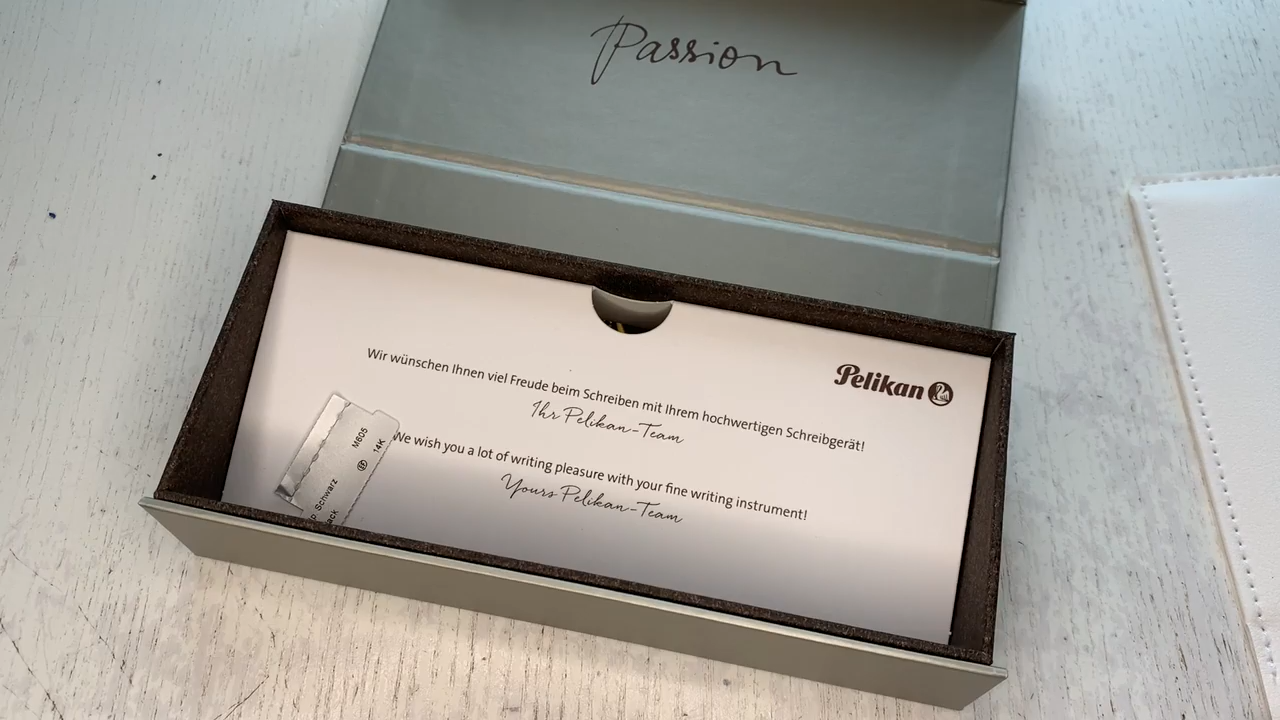 Passion
Pelikan
Wir wünschen Ihnen viel Freude beim Schreiben mit Ihrem hochwertigen Schreibgerät!
Ihr Pelikan-Team
We wish you a lot of writing pleasure with your fine writing instrument!
Yours Pelikan-Team
M605
14K
Schwarz